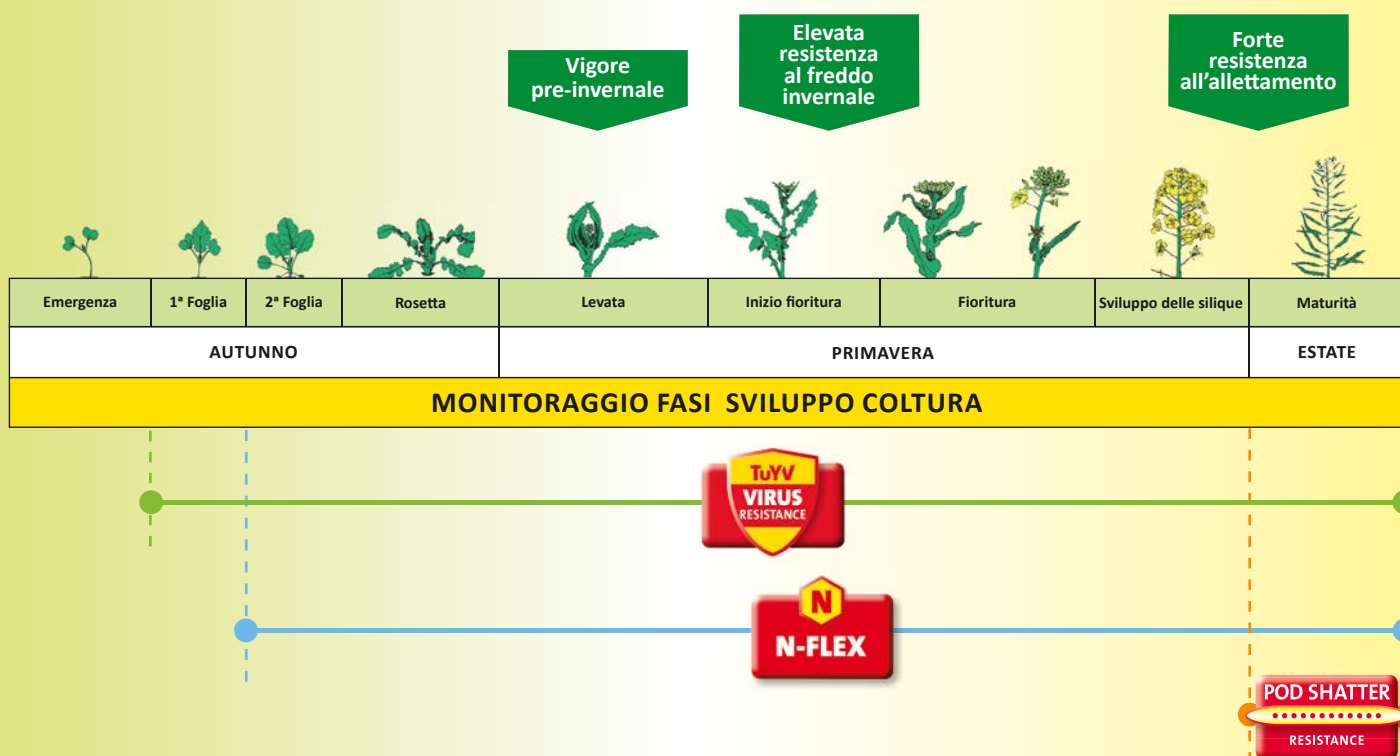 Vigore
pre-invernale
Elevata
resistenza
al freddo
invernale
Forte
resistenza
all'allettamento
Emergenza
1ª Foglia
2ª Foglia
Rosetta
Levata
Inizio fioritura
Fioritura
Sviluppo delle silique
Maturità
AUTUNNO
PRIMAVERA
ESTATE
MONITORAGGIO FASI SVILUPPO COLTURA
TuYV
VIRUS
RESISTANCE
N
N-FLEX
POD SHATTER
RESISTANCE